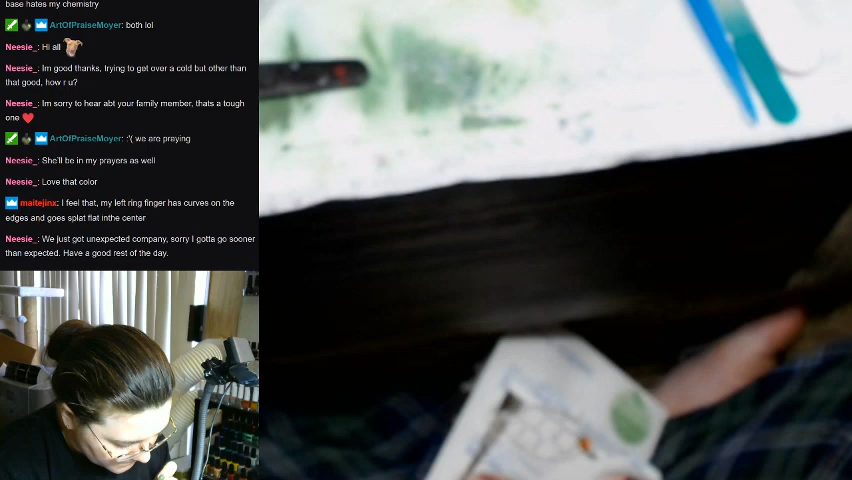 base hates my chemistry
ArtOfPraiseMoyer: both lol
Neesie_: Hi all
Neesie_: Im good thanks, trying to get over a cold but other than
that good, how r u?
Neesie_: Im sorry to hear abt your family member, thats a tough
one
ArtOfPraiseMoyer: :'( we are praying
Neesie_: She'll be in my prayers as well
Neesie_: Love that color
maitejinx: I feel that, my left ring finger has curves on the
edges and goes splat flat inthe center
Neesie_: We just got unexpected company, sorry I gotta go sooner
than expected. Have a good rest of the day.